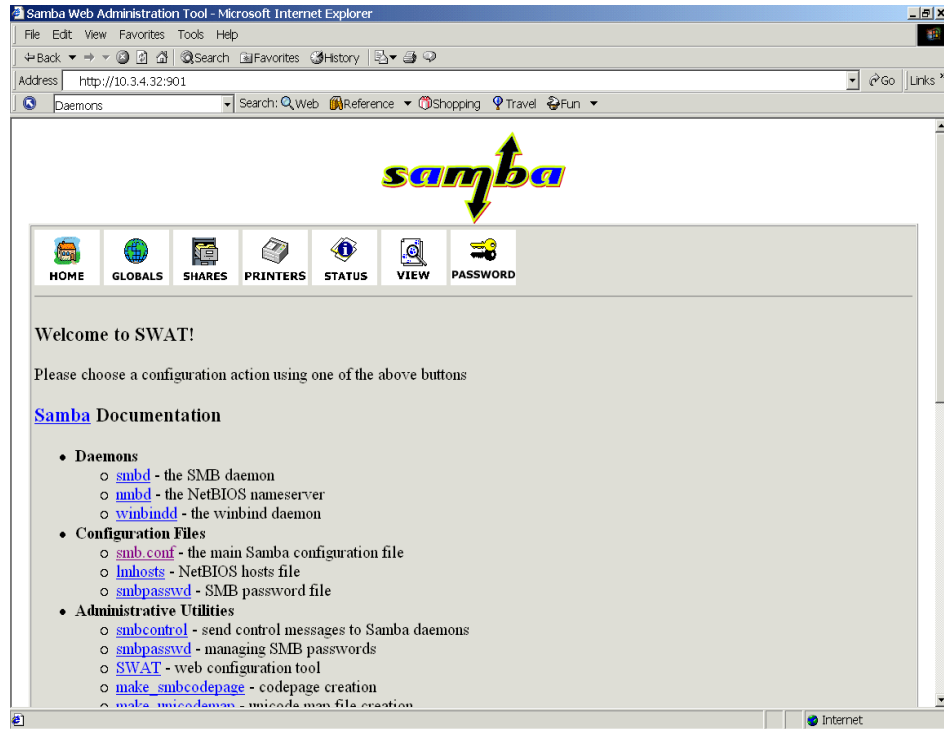 Samba Web Administration Tool - Microsoft Internet Explorer
File Edit View Favorites Tools Help
Back Search Favorites History
Address http://10.3.4.32:901 Go Links »
Daemons Search: Web Reference Shopping Travel Fun
samba
HOME GLOBALS SHARES PRINTERS STATUS VIEW PASSWORD
Welcome to SWAT!
Please choose a configuration action using one of the above buttons
Samba Documentation
• Daemons
o smbd - the SMB daemon
o nmbd - the NetBIOS nameserver
o winbindd - the winbind daemon
• Configuration Files
o smb.conf - the main Samba configuration file
o lmhosts - NetBIOS hosts file
o smbpasswd - SMB password file
• Administrative Utilities
o smbcontrol - send control messages to Samba daemons
o smbpasswd - managing SMB passwords
o SWAT - web configuration tool
o make_smbcodepage - codepage creation
o make_unicodemap - unicode map file creation
Internet